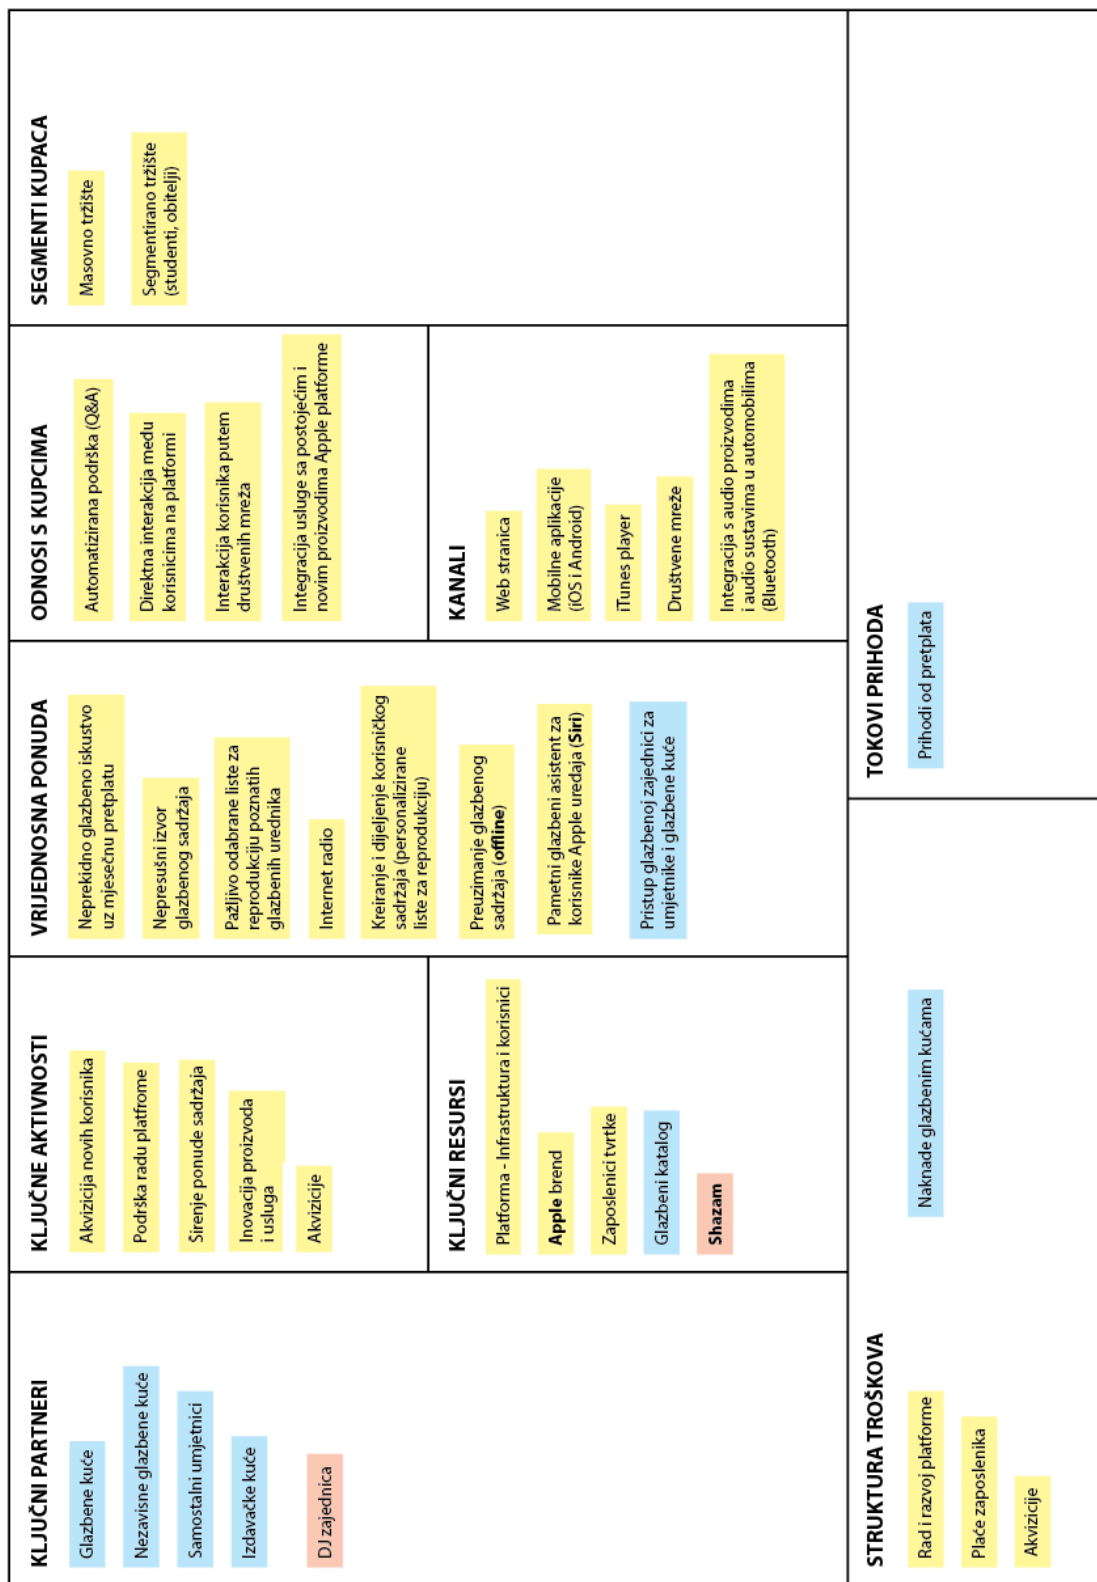 KLJUČNI PARTNERI
Glazbene kuće
Nezavisne glazbene kuće
Samostalni umjetnici
Izdavačke kuće
DJ zajednica
KLJUČNE AKTIVNOSTI
Akvizicija novih korisnika
Podrška radu platfrome
Širenje ponude sadržaja
Inovacija proizvoda
i usluga
Akvizicije
KLJUČNI RESURSI
Platforma - Infrastruktura i korisnici
Apple brend
Zaposlenici tvrtke
Glazbeni katalog
Shazam
VRIJEDNOSNA PONUDA
Neprekidno glazbeno iskustvo
uz mjesečnu pretplatu
Nepresušni izvor
glazbenog sadržaja
Pažljivo odabrane liste za
reprodukciju poznatih
glazbenih urednika
Internet radio
Kreiranje i dijeljenje korisničkog
sadržaja (personalizirane
liste za reprodukciju)
Preuzimanje glazbenog
sadržaja (offline)
Pametni glazbeni asistent za
korisnike Apple uređaja (Siri)
Pristup glazbenoj zajednici za
umjetnike i glazbene kuće
ODNOSI S KUPCIMA
Automatizirana podrška (Q&A)
Direktna interakcija među
korisnicima na platformi
Interakcija korisnika putem
društvenih mreža
Integracija usluge sa postojećim i
novim proizvodima Apple platforme
KANALI
Web stranica
Mobilne aplikacije
(iOS i Android)
iTunes player
Društvene mreže
Integracija s audio proizvodima
i audio sustavima u automobilima
(Bluetooth)
SEGMENTI KUPACA
Masovno tržište
Segmentirano tržište
(studenti, obitelji)
STRUKTURA TROŠKOVA
Rad i razvoj platforme
Plaće zaposlenika
Akvizicije
Naknade glazbenim kućama
TOKOVI PRIHODA
Prihodi od pretplata